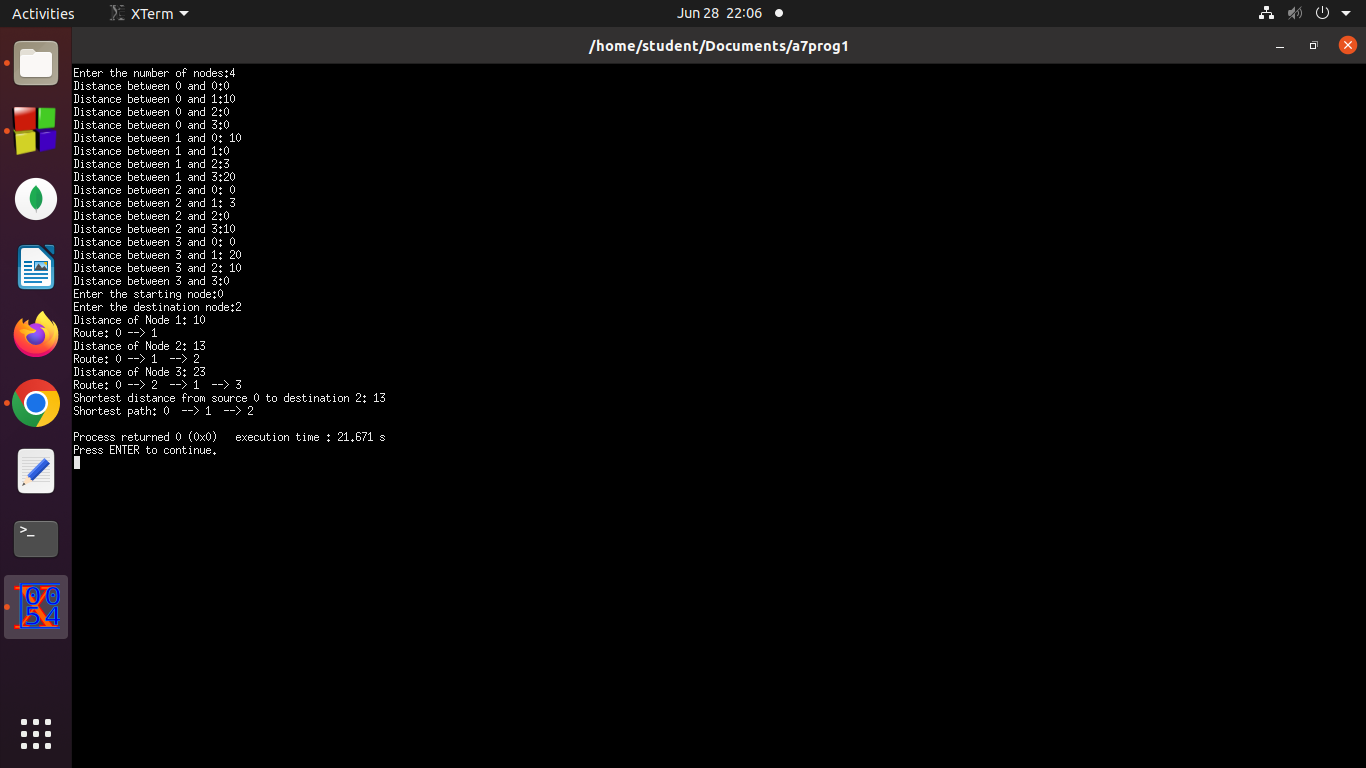 Activities
XTerm
Jun 28 22:06
/home/student/Documents/a7prog1
Enter the number of nodes:4
Distance between 0 and 0:0
Distance between 0 and 1:10
Distance between 0 and 2:0
Distance between 0 and 3:0
Distance between 1 and 0: 10
Distance between 1 and 1:0
Distance between 1 and 2:3
Distance between 1 and 3:20
Distance between 2 and 0: 0
Distance between 2 and 1: 3
Distance between 2 and 2:0
Distance between 2 and 3:10
Distance between 3 and 0: 0
Distance between 3 and 1: 20
Distance between 3 and 2: 10
Distance between 3 and 3:0
Enter the starting node:0
Enter the destination node:2
Distance of Node 1: 10
Route: 0 --> 1
Distance of Node 2: 13
Route: 0 --> 1  --> 2
Distance of Node 3: 23
Route: 0 --> 2  --> 1  --> 3
Shortest distance from source 0 to destination 2: 13
Shortest path: 0  --> 1  --> 2
Process returned 0 (0x0)   execution time : 21.671 s
Press ENTER to continue.
>_
00
54